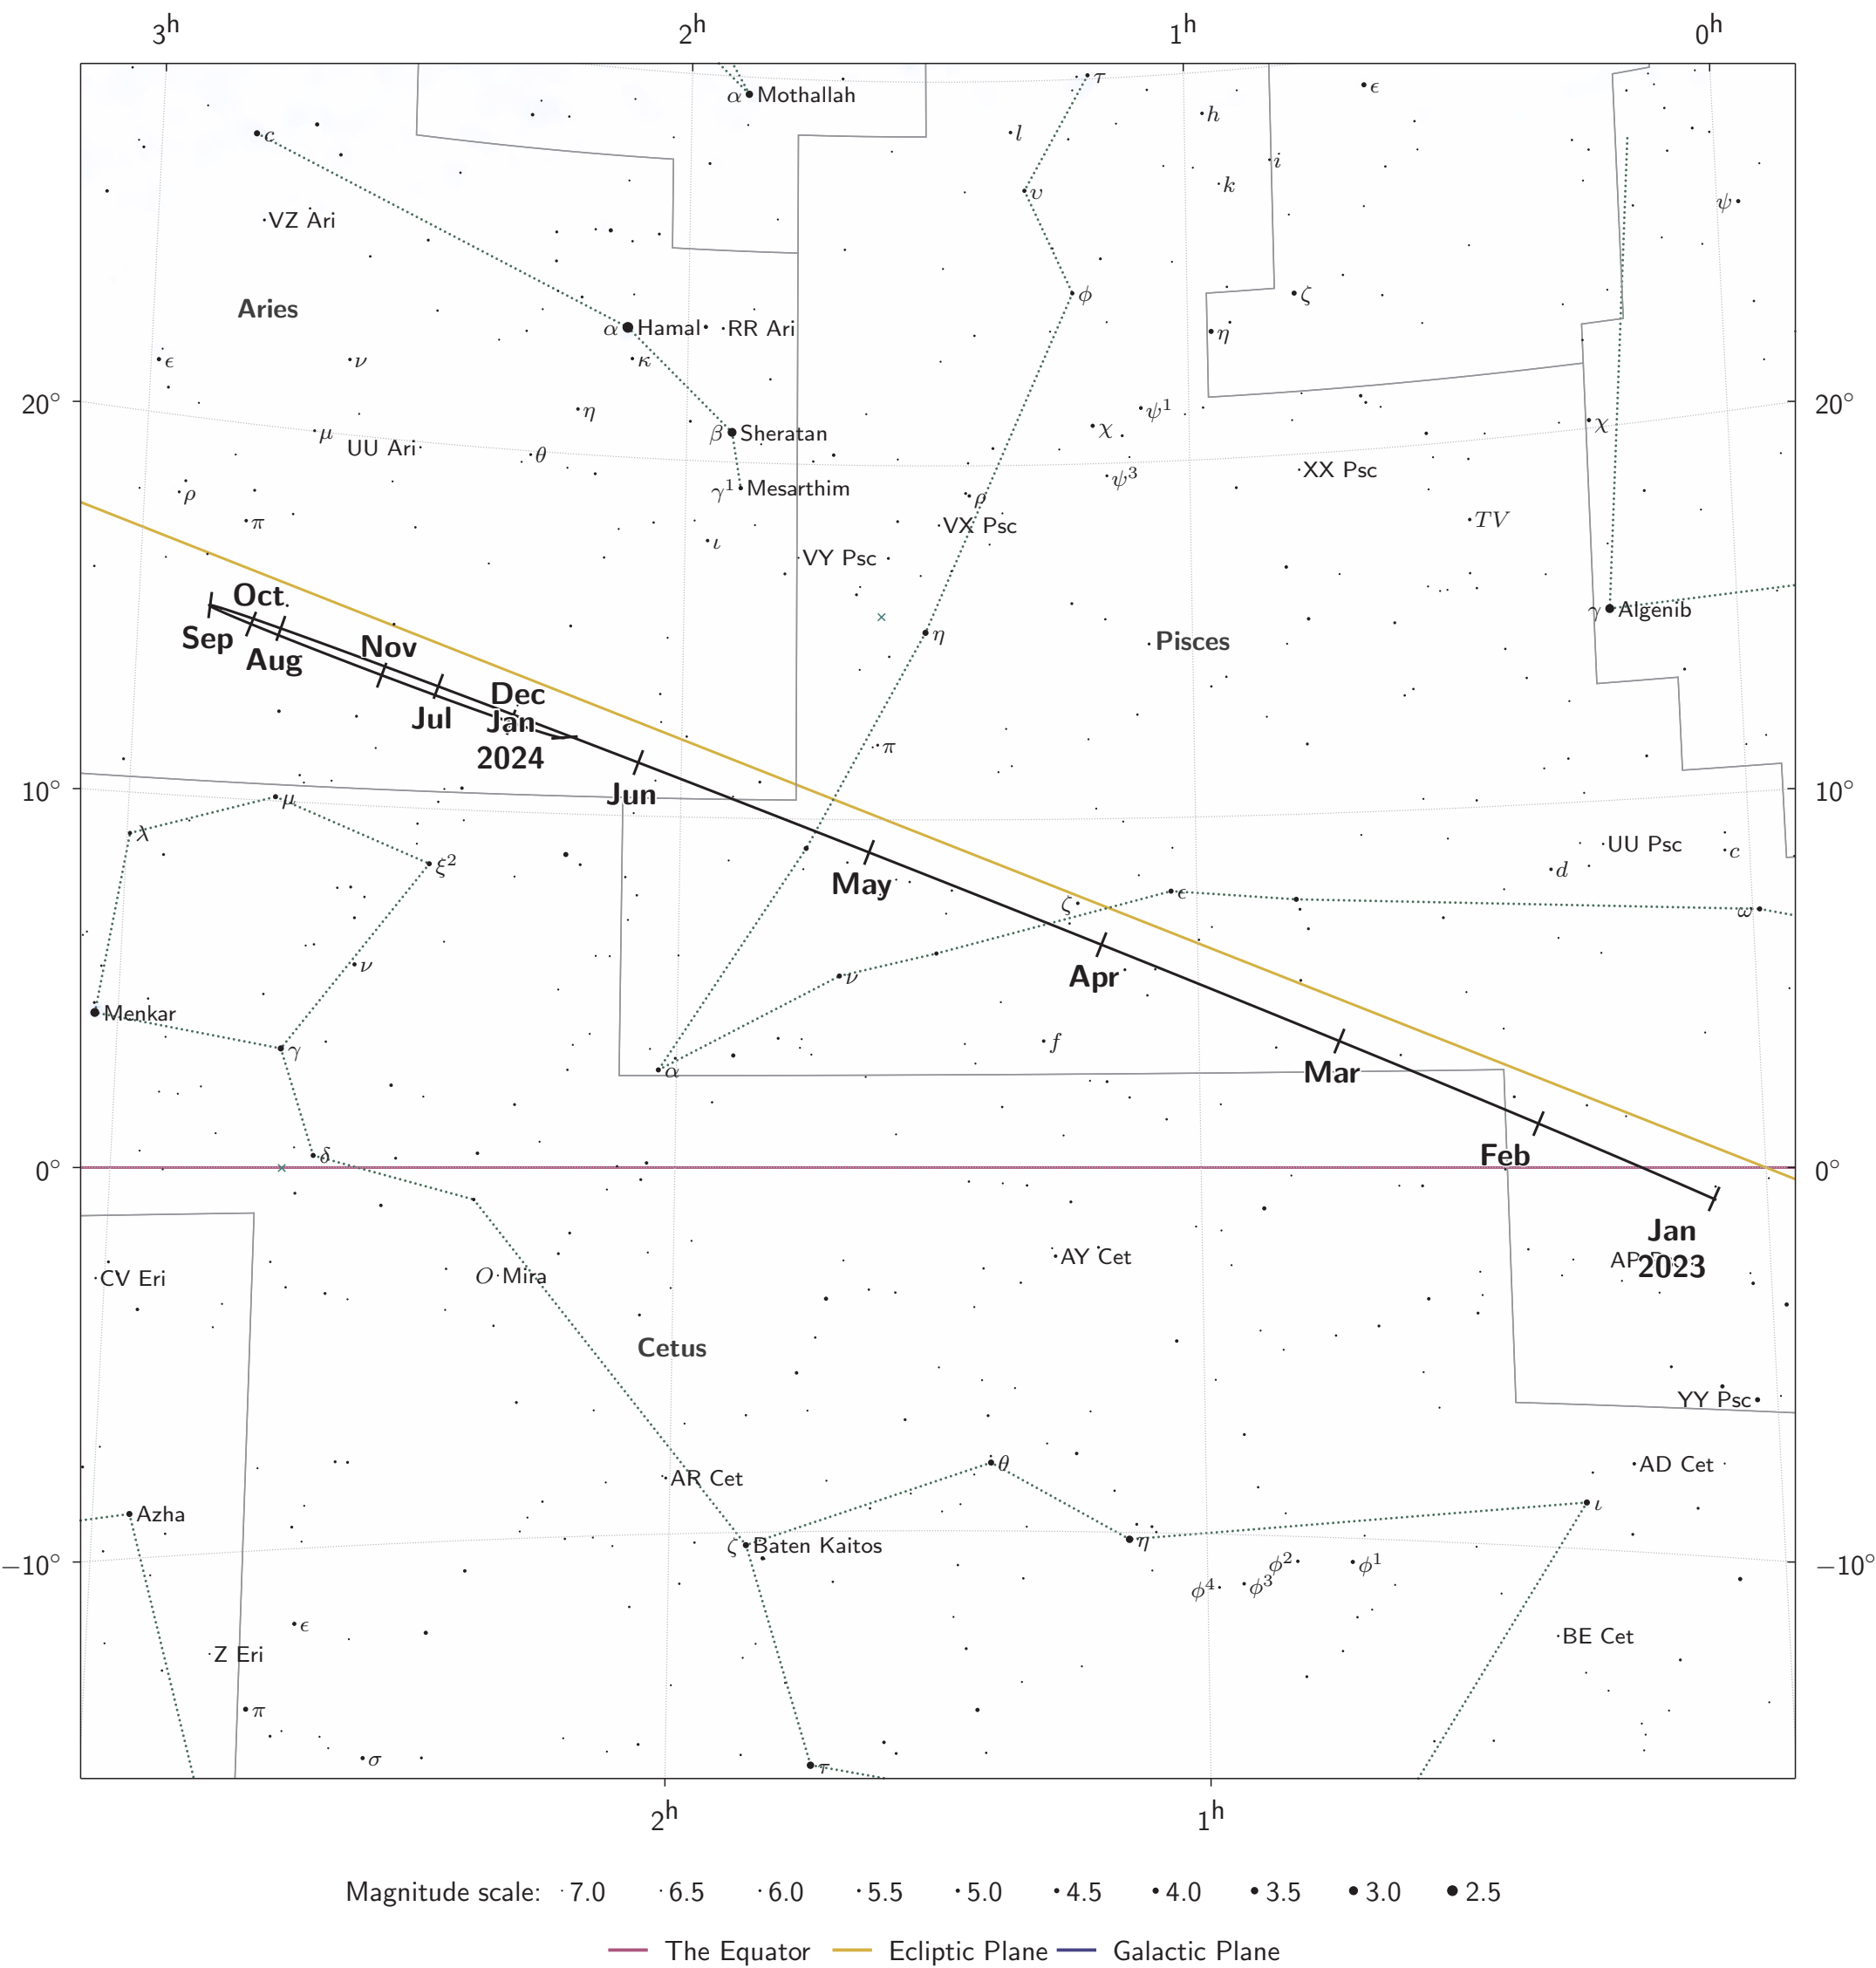 3h 2h 1h 0h
α Mothallah
τ
ϵ
h
c
l
i
k
υ
ψ
VZ Ari
ϕ
ζ
Aries
α Hamal RR Ari
η
κ
ϵ
ν
20° 20°
η
ψ¹
μ
β Sheratan
χ
χ
UU Ari
θ
XX Psc
ψ³
γ¹ Mesarthim
ρ
ρ
TV
π
VX Psc
ι
VY Psc
Oct
γ Algenib
Sep
η
Pisces
Nov
Aug
Dec
Jul
Jan
2024
π
10° 10°
Jun
μ
λ
UU Psc
c
ξ²
d
May
ϵ
ζ
ω
ν
ν
Apr
Menkar
f
γ
α
Mar
δ
Feb
0° 0°
Jan
2023
AY Cet
CV Eri
O Mira
Cetus
YY Psc
θ
AD Cet
AR Cet
ι
Azha
ζ Baten Kaitos
η
−10° −10°
ϕ²
ϕ¹
ϕ⁴
ϕ³
ϵ
BE Cet
Z Eri
π
σ
τ
2h 1h
Magnitude scale: 7.0 6.5 6.0 5.5 5.0 4.5 4.0 3.5 3.0 2.5
The Equator Ecliptic Plane Galactic Plane